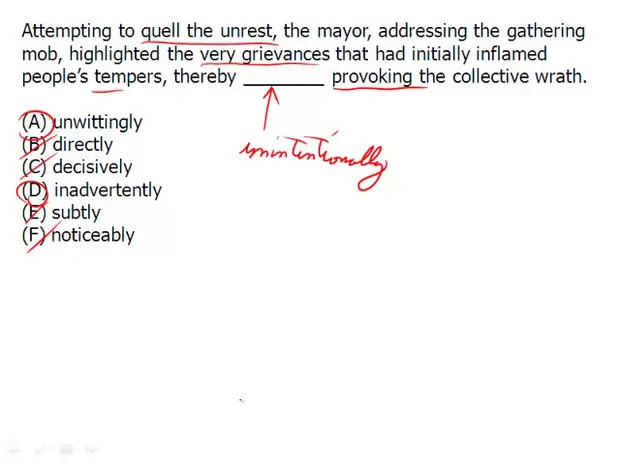 Attempting to quell the unrest, the mayor, addressing the gathering
mob, highlighted the very grievances that had initially inflamed
people's tempers, thereby ________ provoking the collective wrath.
(A) unwittingly
(B) directly
unintentionally
(C) decisively
(D) inadvertently
(E) subtly
(F) noticeably